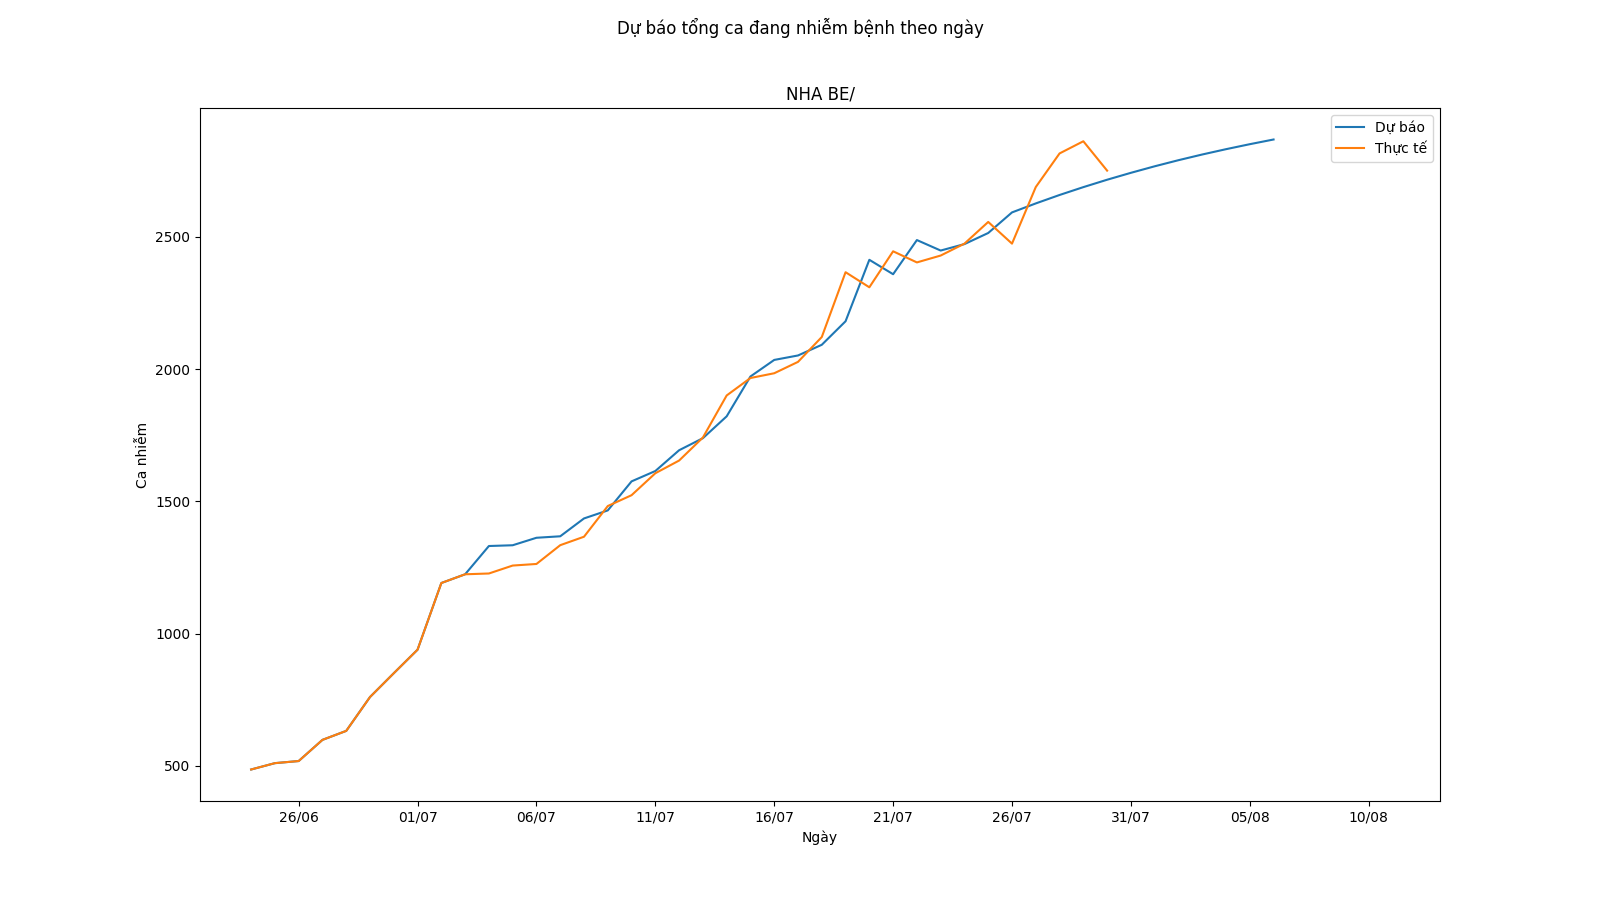 Dự báo tổng ca đang nhiễm bệnh theo ngày
NHA BE/
Dự báo
Thực tế
Ca nhiễm
2500
2000
1500
1000
500
26/06 01/07 06/07 11/07 16/07 21/07 26/07 31/07 05/08 10/08
Ngày